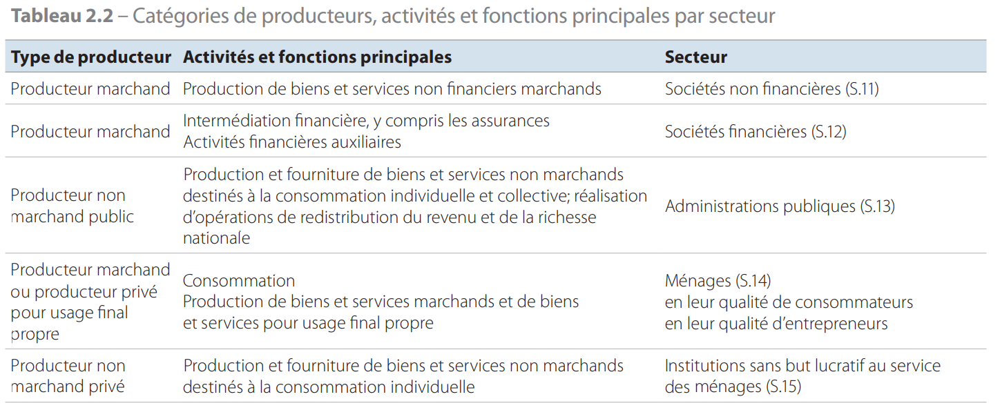 Tableau 2.2 – Catégories de producteurs, activités et fonctions principales par secteur
Type de producteur Activités et fonctions principales Secteur
Producteur marchand Production de biens et services non financiers marchands Sociétés non financières (S.11)
Producteur marchand
Intermédiation financière, y compris les assurances
Activités financières auxiliaires
Sociétés financières (S.12)
Producteur non
marchand public
Production et fourniture de biens et services non marchands
destinés à la consommation individuelle et collective; réalisation
d’opérations de redistribution du revenu et de la richesse
nationale
Administrations publiques (S.13)
Producteur marchand
ou producteur privé
pour usage final
propre
Consommation
Production de biens et services marchands et de biens
et services pour usage final propre
Ménages (S.14)
en leur qualité de consommateurs
en leur qualité d’entrepreneurs
Producteur non
marchand privé
Production et fourniture de biens et services non marchands
destinés à la consommation individuelle
Institutions sans but lucratif au service
des ménages (S.15)